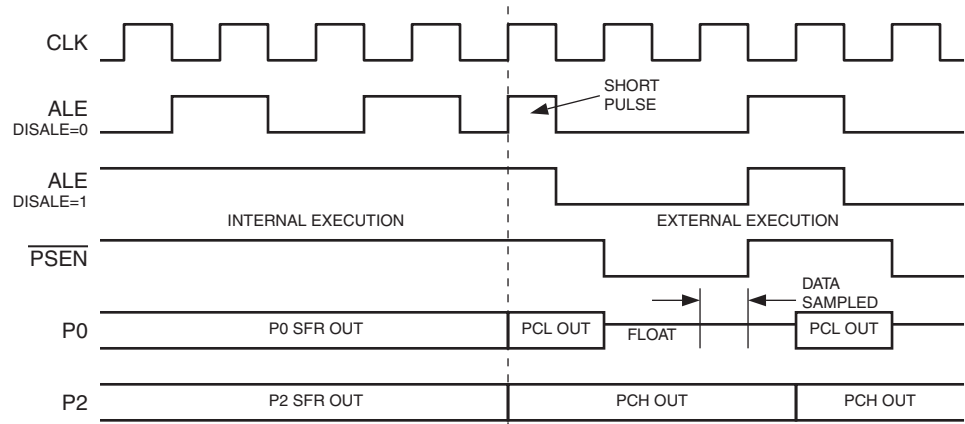 CLK
ALE
DISALE=0
SHORT
PULSE
ALE
DISALE=1
INTERNAL EXECUTION
EXTERNAL EXECUTION
PSEN
DATA
SAMPLED
P0
P0 SFR OUT
PCL OUT
FLOAT
PCL OUT
P2
P2 SFR OUT
PCH OUT
PCH OUT